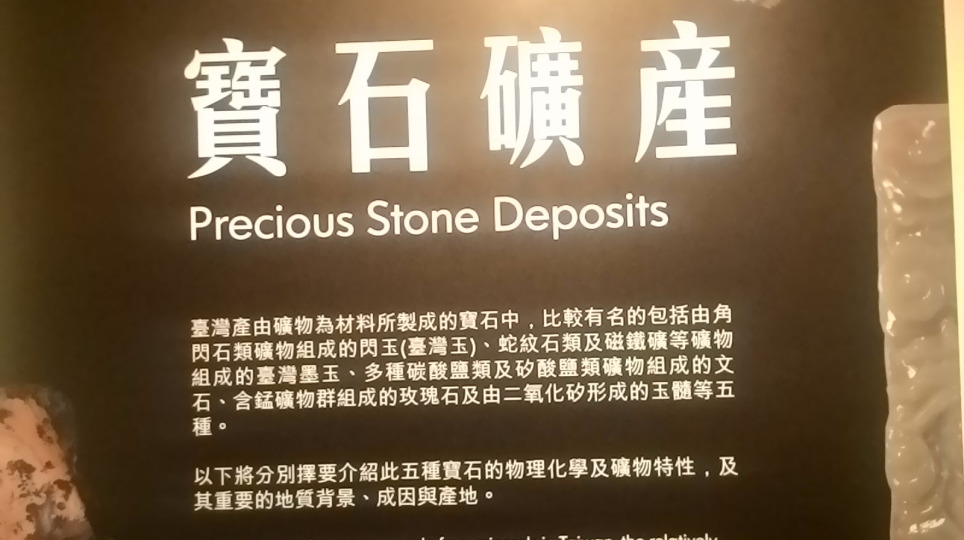 寶石礦產
Precious Stone Deposits
臺灣產由礦物為材料所製成的寶石中，比較有名的包括由角
閃石類礦物組成的閃玉(臺灣玉)、蛇紋石類及磁鐵礦等礦物
組成的臺灣墨玉、多種碳酸鹽類及矽酸鹽類礦物組成的文
石、含錳礦物群組成的玫瑰石及由二氧化矽形成的玉髓等五
種。
以下將分別擇要介紹此五種寶石的物理化學及礦物特性，及
其重要的地質背景、成因與產地。
Taiwan, the relatively